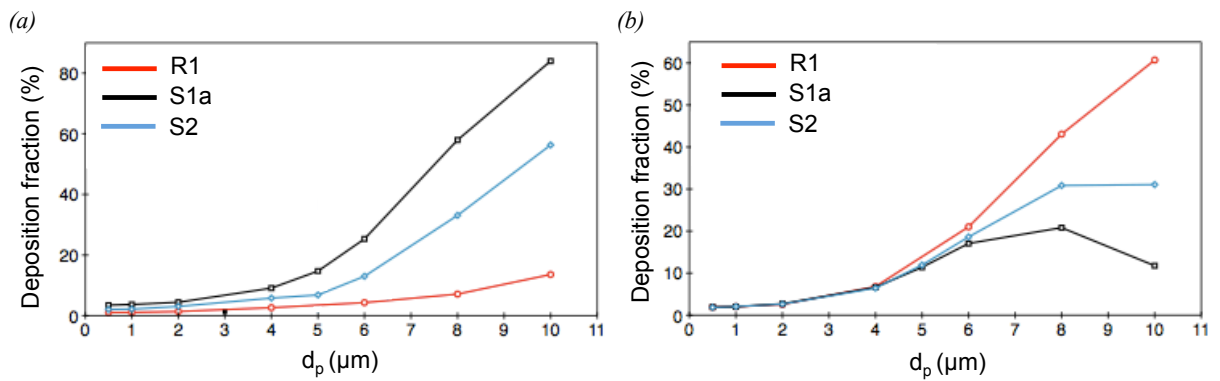 (a)
Deposition fraction (%)
80
60
40
20
0
R1
S1a
S2
0 1 2 3 4 5 6 7 8 9 10 11
dₚ (μm)
(b)
Deposition fraction (%)
60
50
40
30
20
10
0
R1
S1a
S2
0 1 2 3 4 5 6 7 8 9 10 11
dₚ (μm)